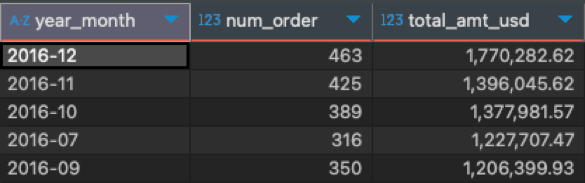 A-Z year_month 123 num_order 123 total_amt_usd
2016-12 463 1,770,282.62
2016-11 425 1,396,045.62
2016-10 389 1,377,981.57
2016-07 316 1,227,707.47
2016-09 350 1,206,399.93